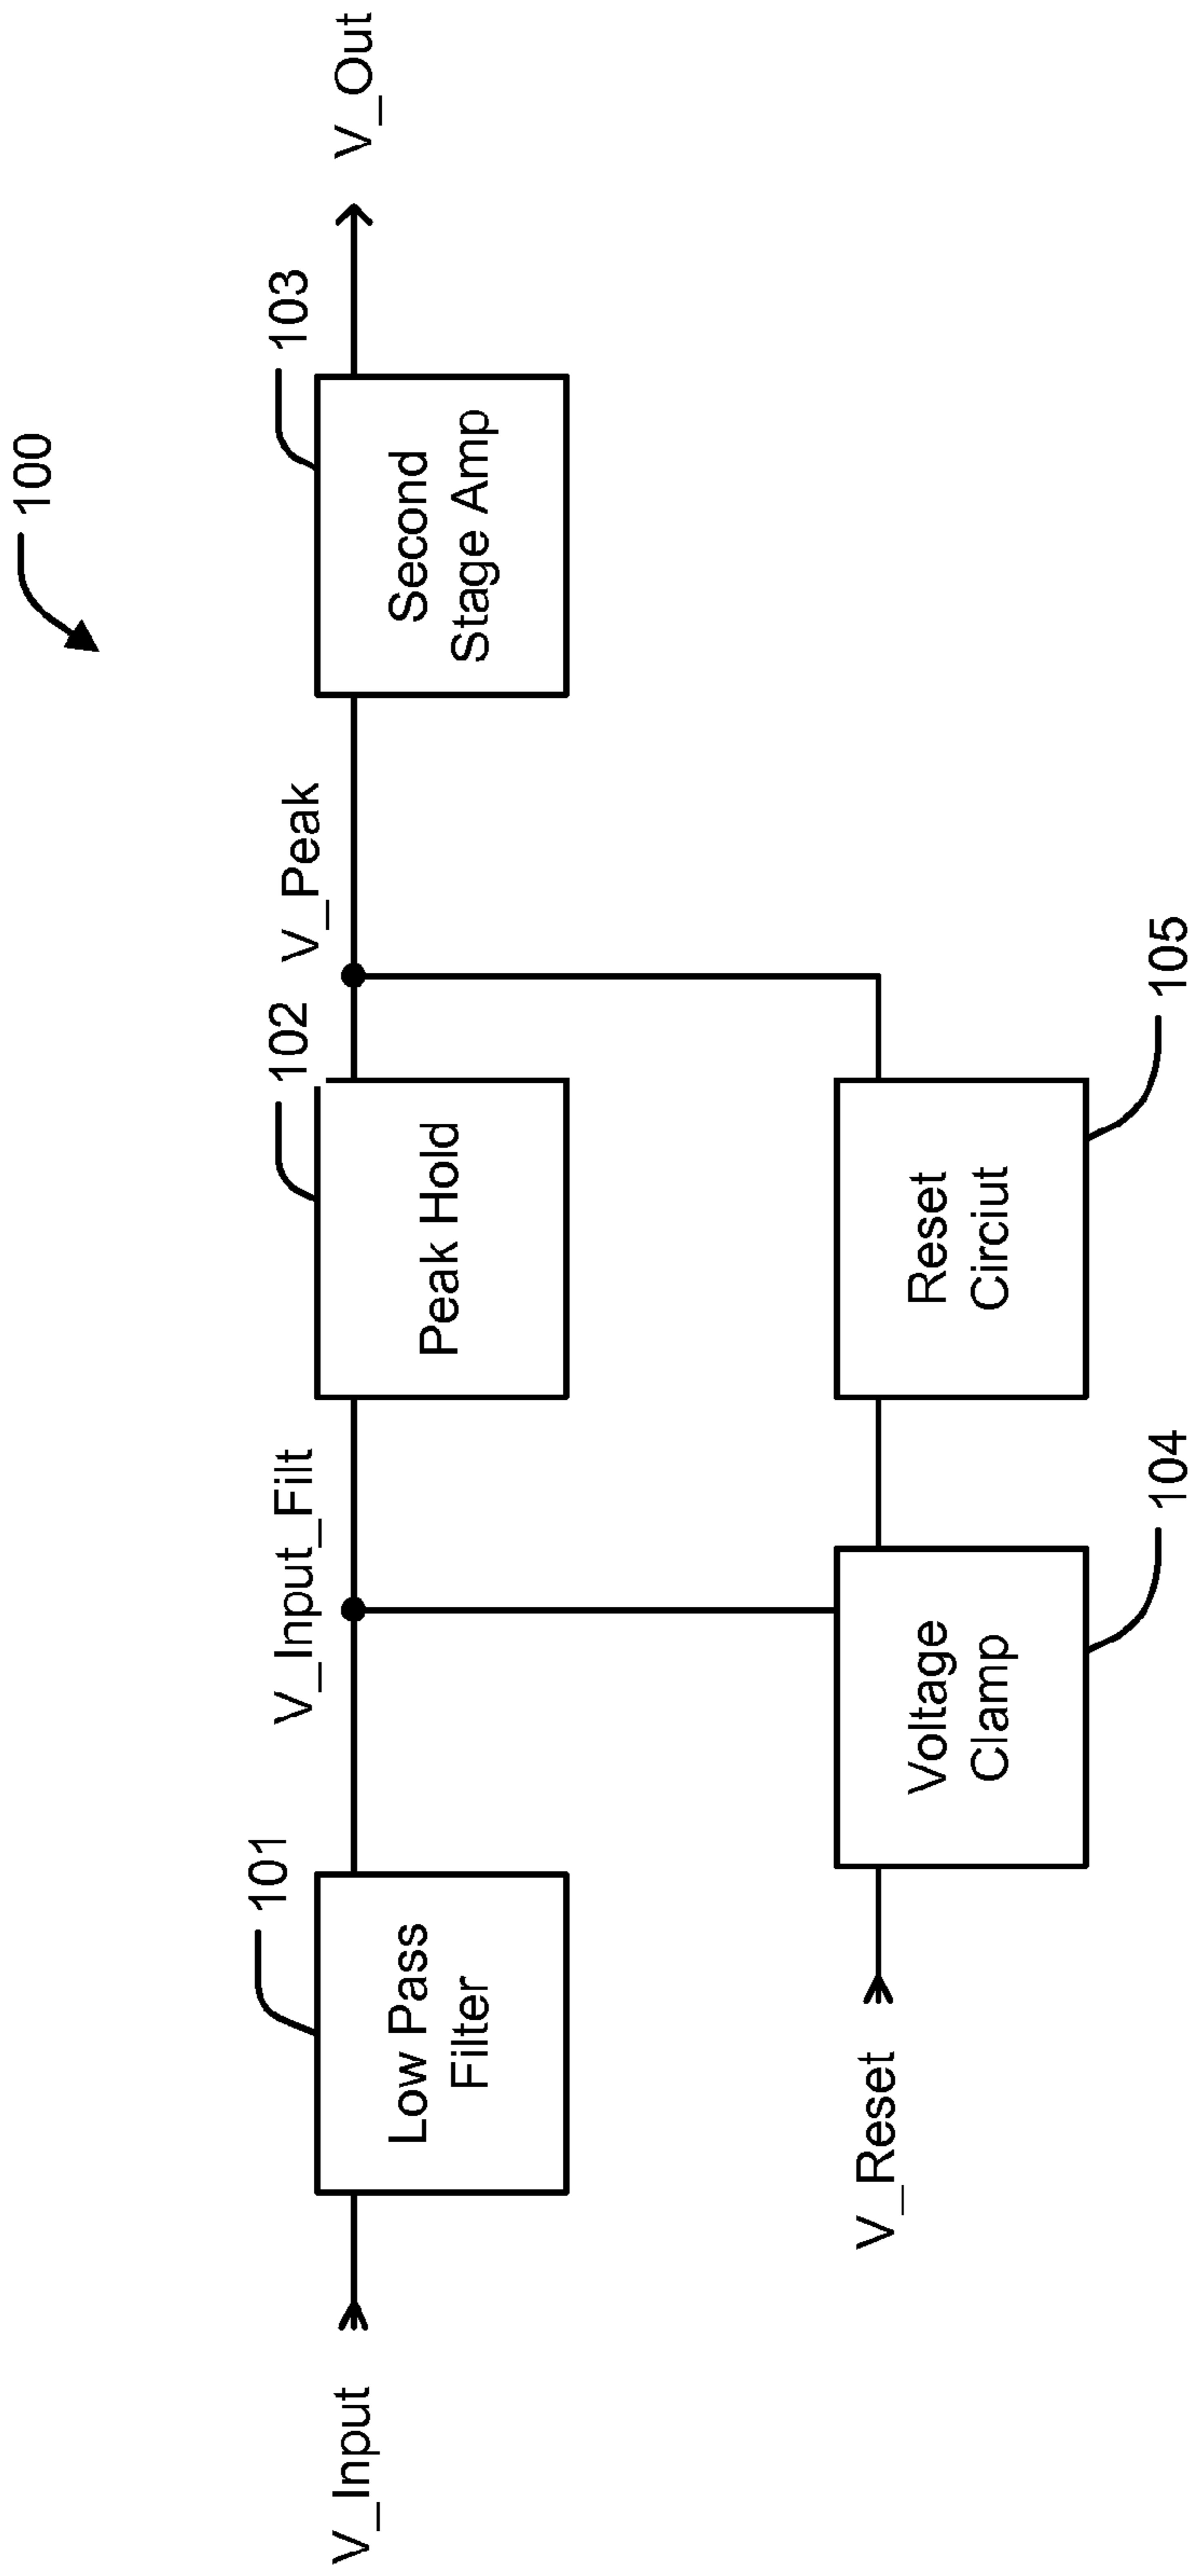 100
101
102
103
V_Input
Low Pass
Filter
V_Input_Filt
Peak Hold
V_Peak
Second
Stage Amp
V_Out
V_Reset
Voltage
Clamp
Reset
Circiut
104
105